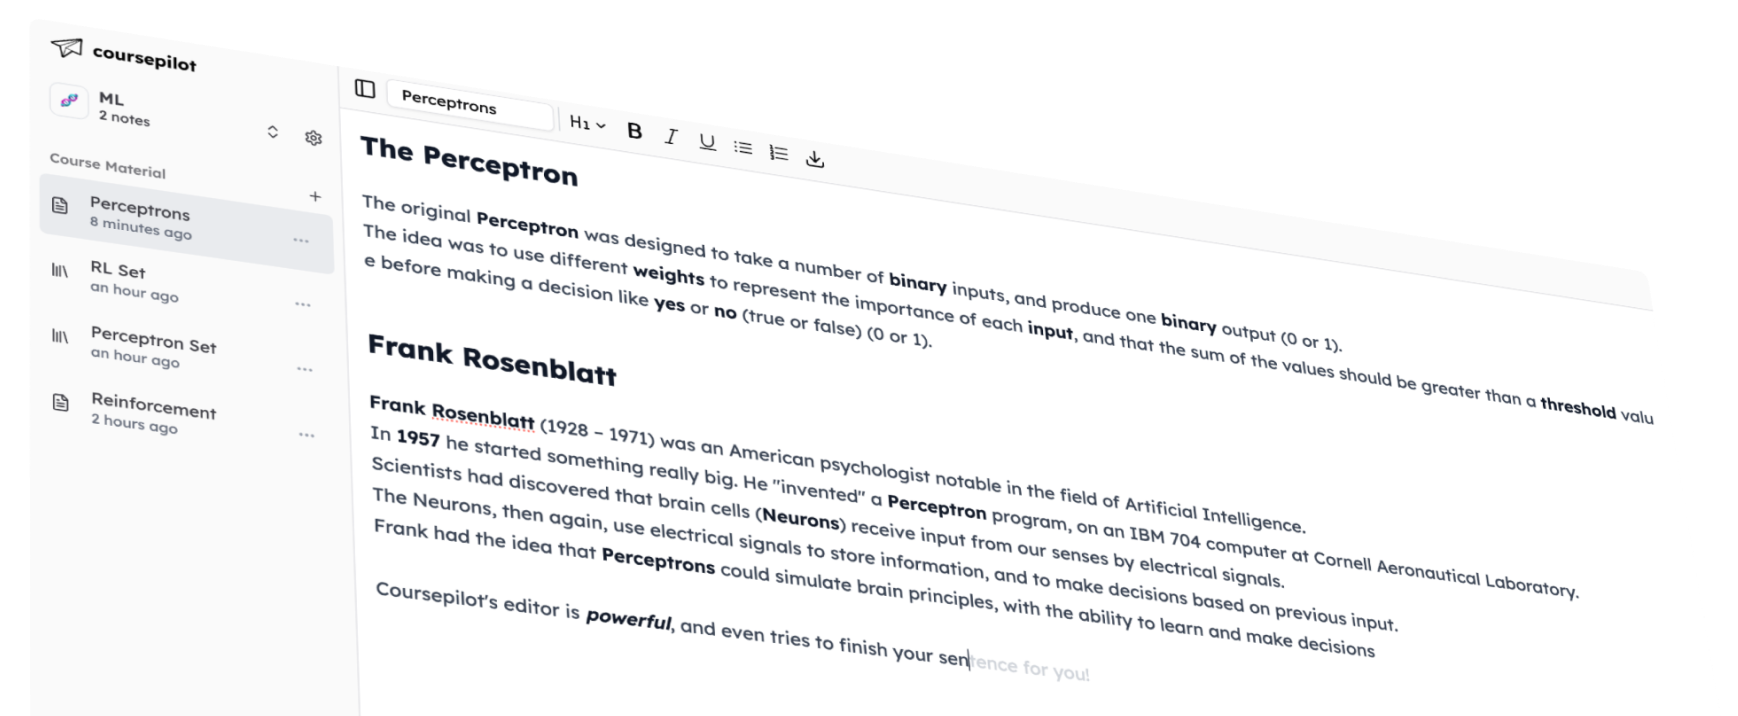 coursepilot
ML
2 notes
Course Material
Perceptrons
8 minutes ago
RL Set
an hour ago
Perceptron Set
an hour ago
Reinforcement
2 hours ago
Perceptrons
H1
B
I
U
The Perceptron
The original Perceptron was designed to take a number of binary inputs, and produce one binary output (0 or 1).
The idea was to use different weights to represent the importance of each input, and that the sum of the values should be greater than a threshold valu
e before making a decision like yes or no (true or false) (0 or 1).
Frank Rosenblatt
Frank Rosenblatt (1928 – 1971) was an American psychologist notable in the field of Artificial Intelligence.
In 1957 he started something really big. He "invented" a Perceptron program, on an IBM 704 computer at Cornell Aeronautical Laboratory.
Scientists had discovered that brain cells (Neurons) receive input from our senses by electrical signals.
The Neurons, then again, use electrical signals to store information, and to make decisions based on previous input.
Frank had the idea that Perceptrons could simulate brain principles, with the ability to learn and make decisions
Coursepilot's editor is powerful, and even tries to finish your sentence for you!